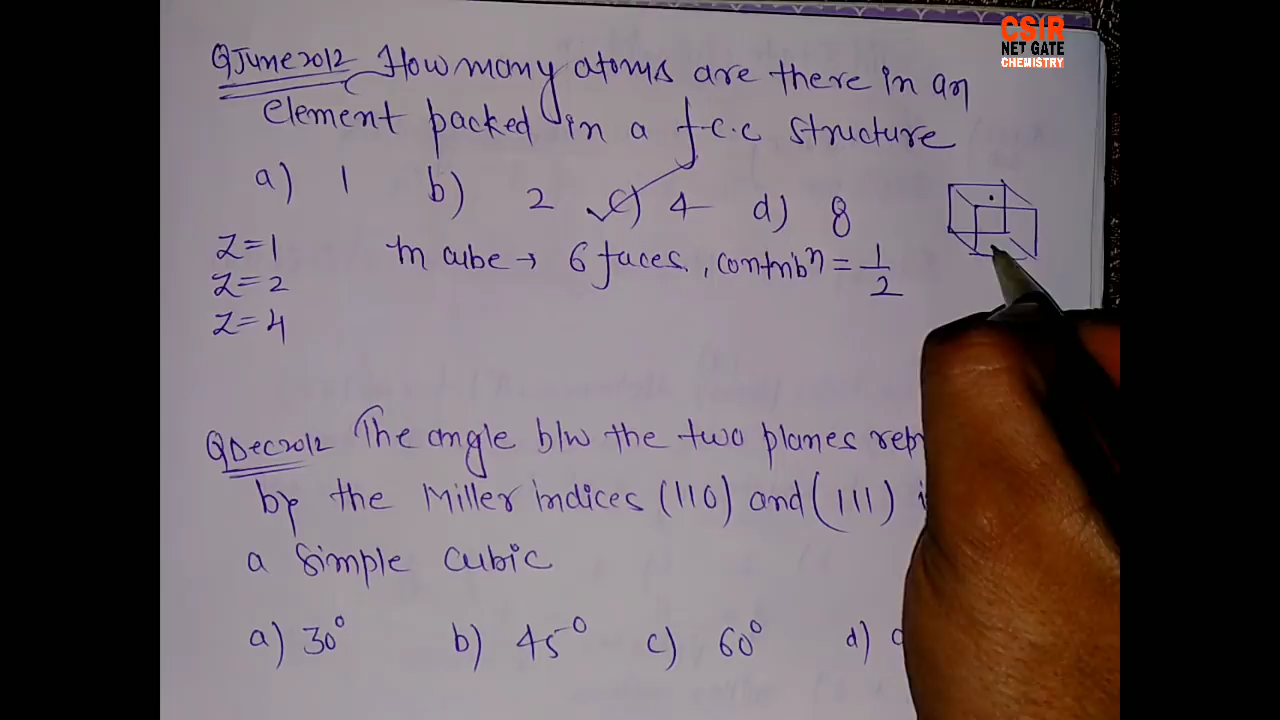 CSIR
NET GATE
CHEMISTRY
Q June 2012 How many atoms are there in an
element packed in a f.c.c structure
a) 1 b) 2 c) 4 d) 8
Z=1 In cube → 6 faces, contribⁿ = 1/2
Z=2
Z=4
Q Dec 2012 The angle b/w the two planes rep
by the Miller Indices (110) and (111) i
a simple cubic
a) 30° b) 45° c) 60° d)